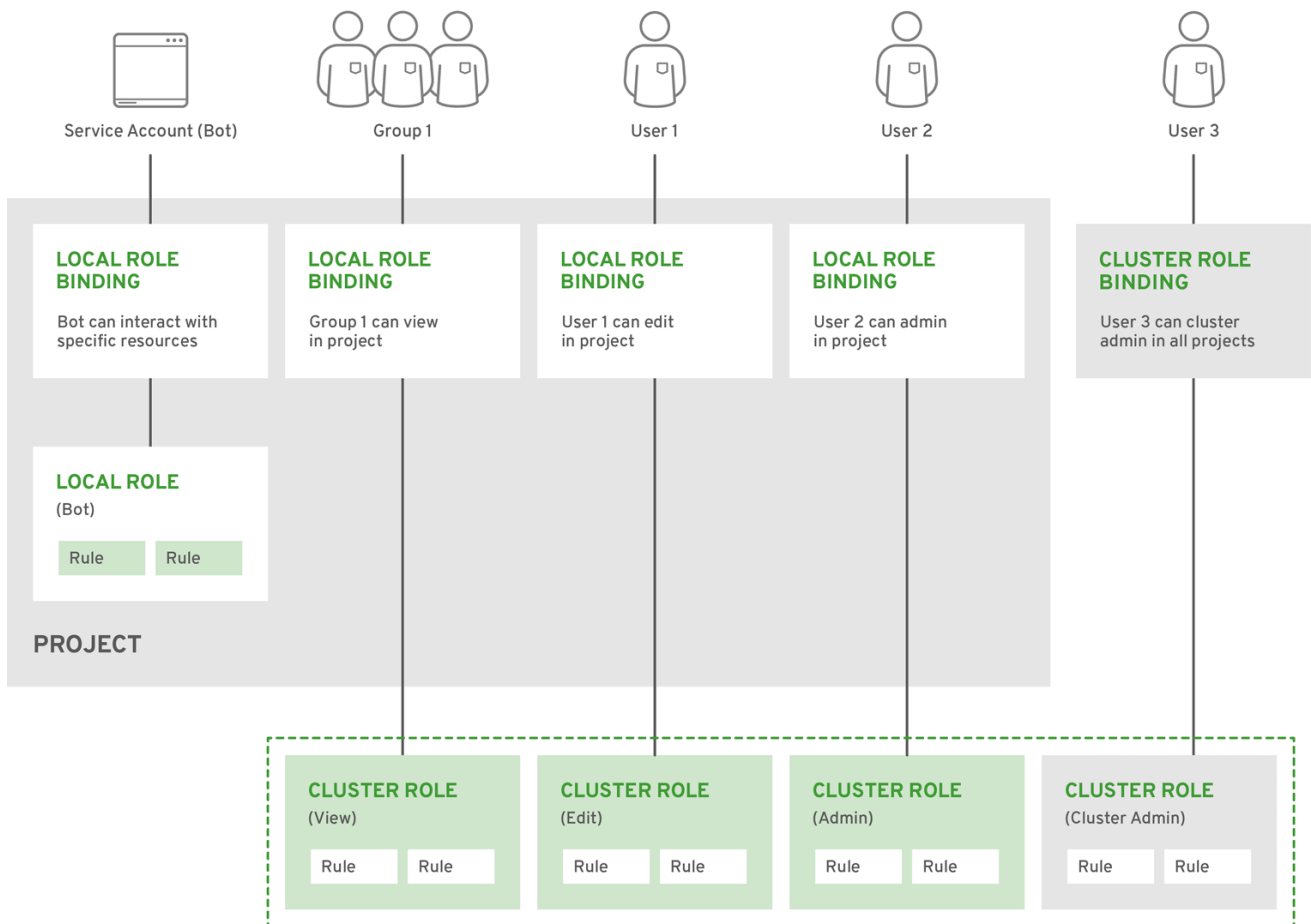 Service Account (Bot)
Group 1
User 1
User 2
User 3
LOCAL ROLE
BINDING
Bot can interact with
specific resources
LOCAL ROLE
BINDING
Group 1 can view
in project
LOCAL ROLE
BINDING
User 1 can edit
in project
LOCAL ROLE
BINDING
User 2 can admin
in project
CLUSTER ROLE
BINDING
User 3 can cluster
admin in all projects
LOCAL ROLE
(Bot)
Rule
Rule
PROJECT
CLUSTER ROLE
(View)
Rule
Rule
CLUSTER ROLE
(Edit)
Rule
Rule
CLUSTER ROLE
(Admin)
Rule
Rule
CLUSTER ROLE
(Cluster Admin)
Rule
Rule